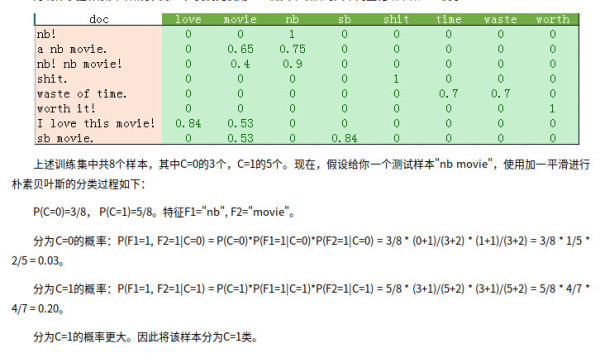 doc love movie nb sb shit time waste worth
nb! 0 0 1 0 0 0 0 0
a nb movie. 0 0.65 0.75 0 0 0 0 0
nb! nb movie! 0 0.4 0.9 0 0 0 0 0
shit. 0 0 0 0 1 0 0 0
waste of time. 0 0 0 0 0 0.7 0.7 0
worth it! 0 0 0 0 0 0 0 1
I love this movie! 0.84 0.53 0 0 0 0 0 0
sb movie. 0 0.53 0 0.84 0 0 0 0
上述训练集中共8个样本，其中C=0的3个，C=1的5个。现在，假设给你一个测试样本"nb movie"，使用加一平滑进行
朴素贝叶斯的分类过程如下：
P(C=0)=3/8， P(C=1)=5/8。特征F1="nb", F2="movie"。
分为C=0的概率：P(F1=1, F2=1|C=0) = P(C=0)*P(F1=1|C=0)*P(F2=1|C=0) = 3/8 * (0+1)/(3+2) * (1+1)/(3+2) = 3/8 * 1/5 *
2/5 = 0.03。
分为C=1的概率：P(F1=1, F2=1|C=1) = P(C=1)*P(F1=1|C=1)*P(F2=1|C=1) = 5/8 * (3+1)/(5+2) * (3+1)/(5+2) = 5/8 * 4/7 *
4/7 = 0.20。
分为C=1的概率更大。因此将该样本分为C=1类。